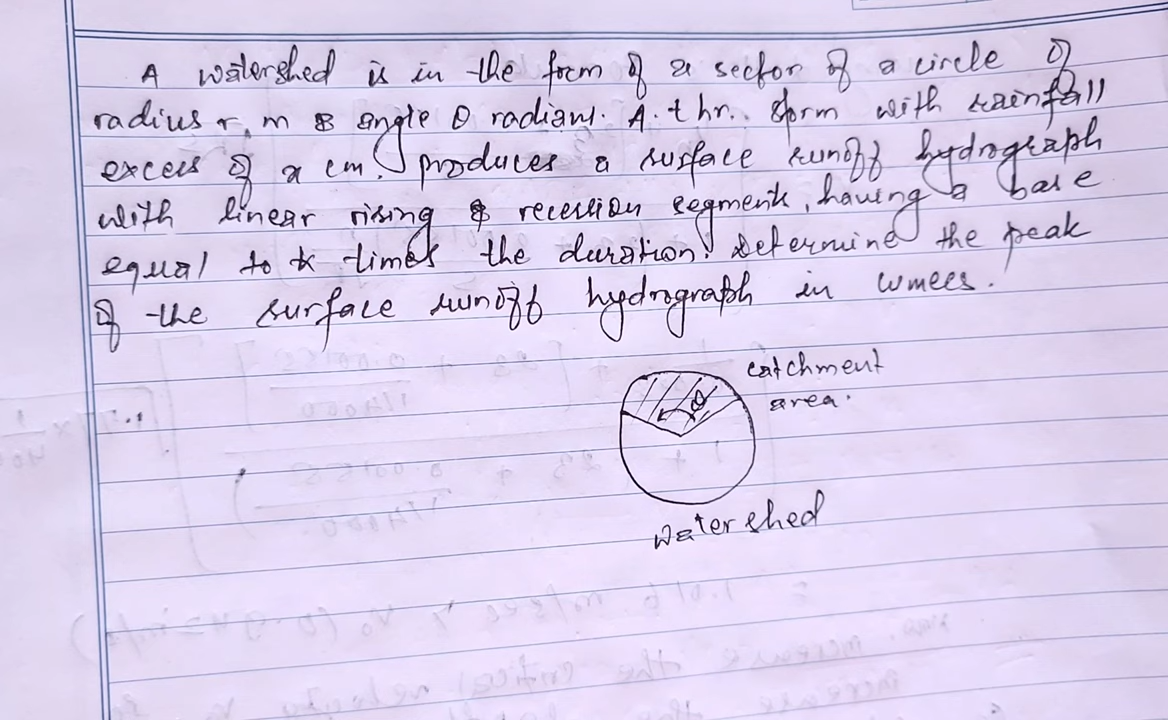 A watershed is in the form of a sector of a circle of
radius r, m & angle θ radians. A. t hr. storm with rainfall
excess of x cm. produces a surface runoff hydrograph
with linear rising & recession segments, having a base
equal to k times the duration. Determine the peak
of the surface runoff hydrograph in cumecs.
catchment
area.
θ
watershed